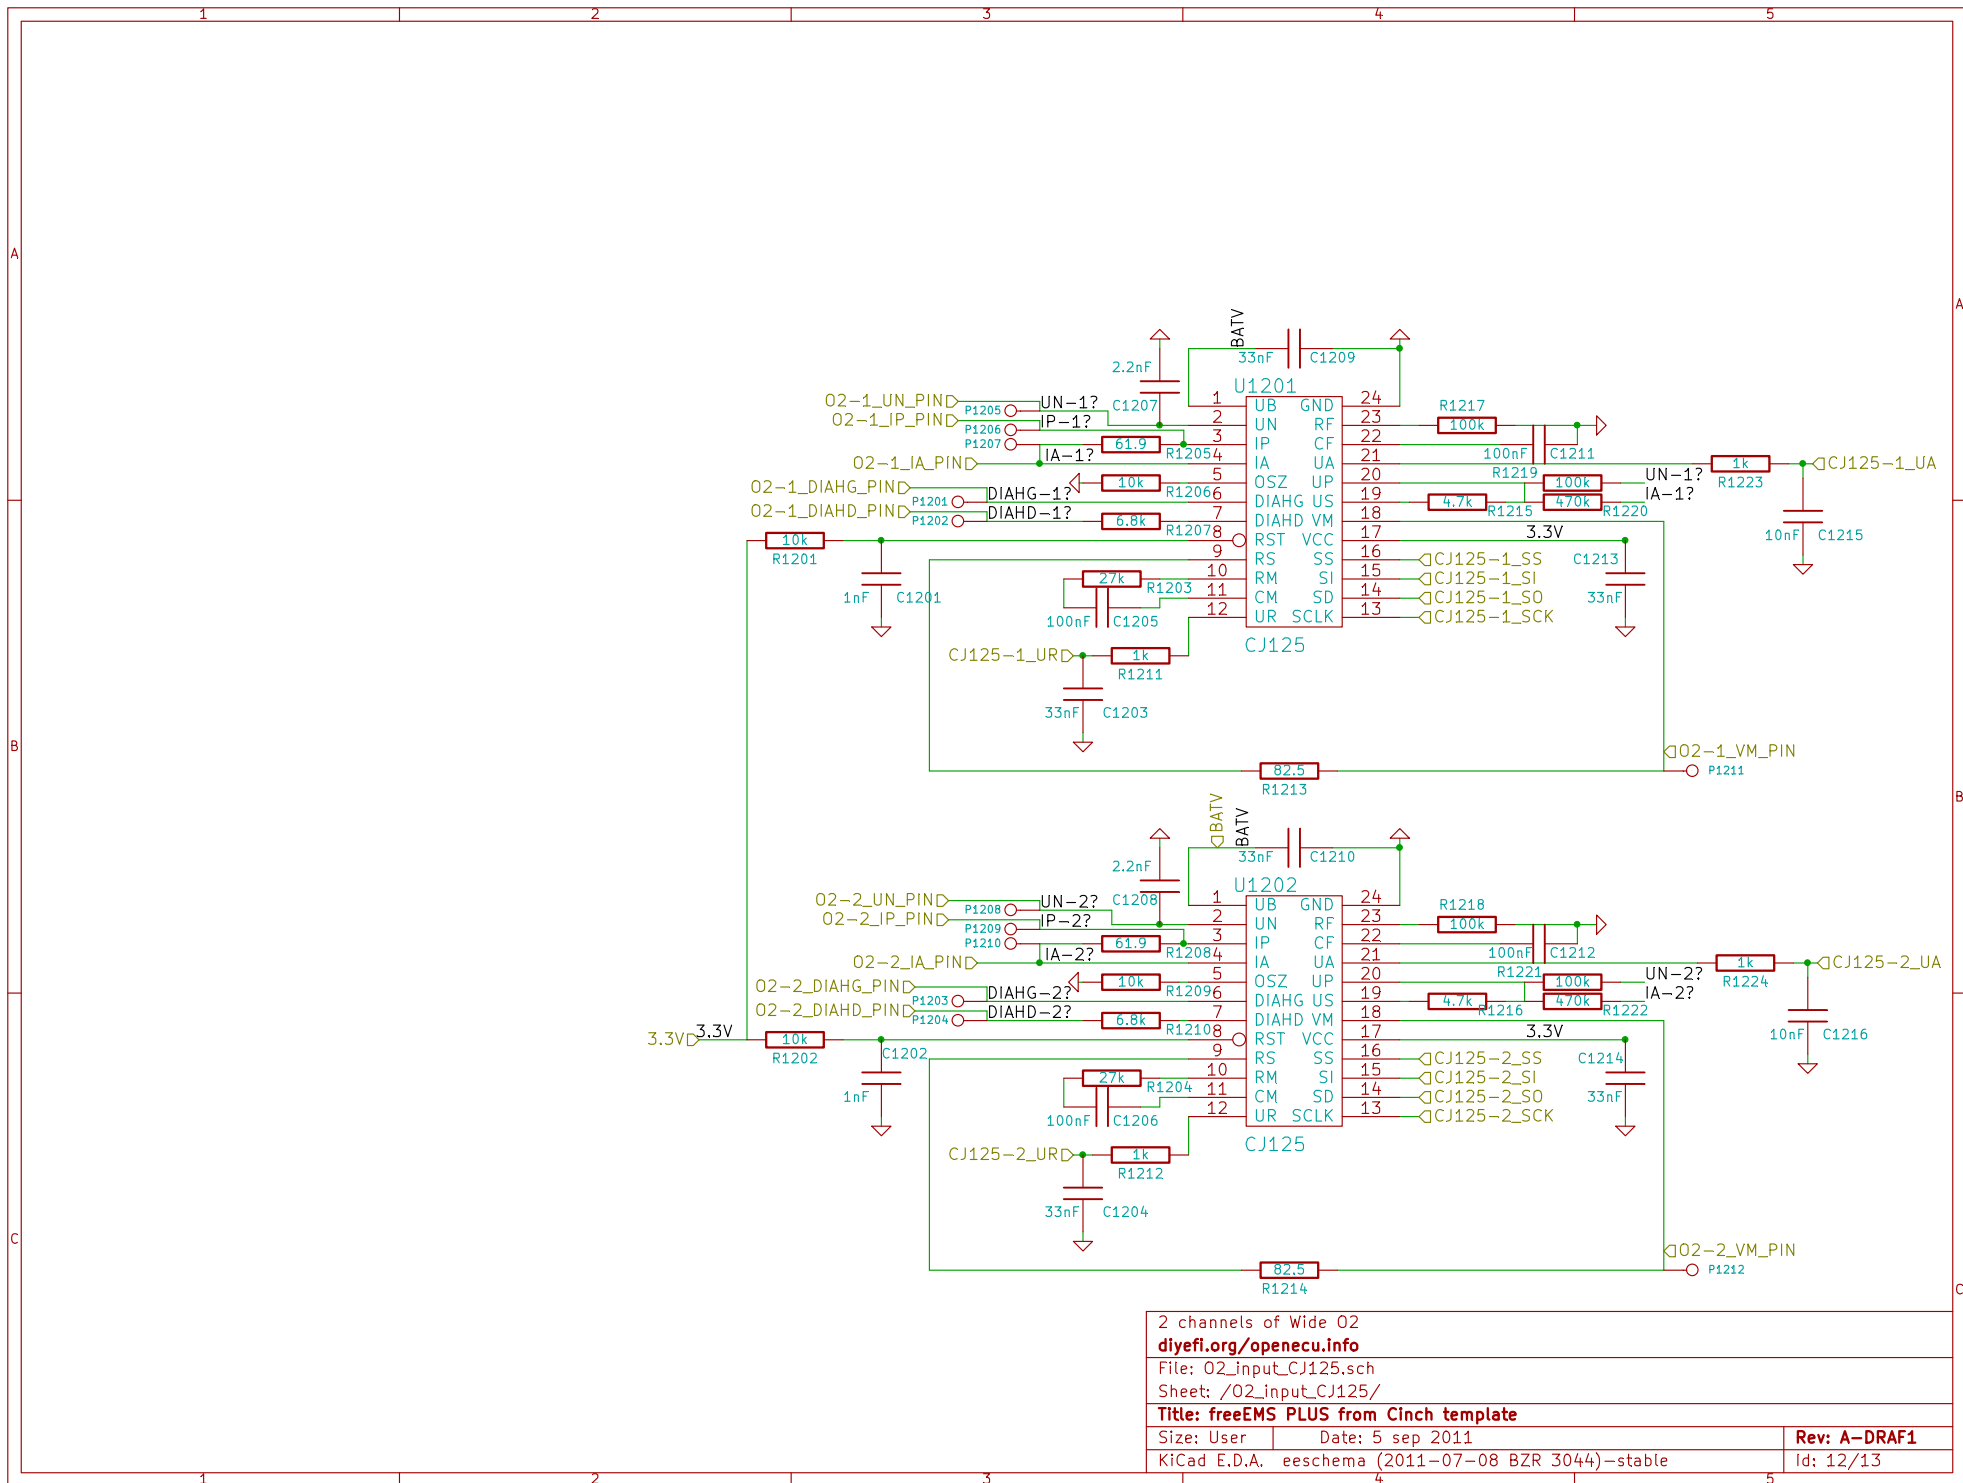 1 2 3 4 5
A
A
B
B
C
C
BATV
33nF C1209
2.2nF
C1207
U1201
O2-1_UN_PIN
P1205
UN-1?
O2-1_IP_PIN
P1206
IP-1?
P1207
61.9
R1205
IA-1?
O2-1_IA_PIN
10k
R1206
O2-1_DIAHG_PIN
P1201
DIAHG-1?
O2-1_DIAHD_PIN
P1202
DIAHD-1?
6.8k
R1207
10k
R1201
1nF C1201
27k
R1203
100nF C1205
CJ125-1_UR
1k
R1211
33nF C1203
1 UB GND 24
2 UN RF 23
3 IP CF 22
4 IA UA 21
5 OSZ UP 20
6 DIAHG US 19
7 DIAHD VM 18
8 RST VCC 17
9 RS SS 16
10 RM SI 15
11 CM SD 14
12 UR SCLK 13
CJ125
R1217
100k
100nF C1211
R1219
100k
UN-1?
4.7k
R1215
470k
R1220
IA-1?
1k
R1223
CJ125-1_UA
10nF C1215
3.3V
C1213
33nF
CJ125-1_SS
CJ125-1_SI
CJ125-1_SO
CJ125-1_SCK
O2-1_VM_PIN
P1211
82.5
R1213
BATV
BATV
33nF C1210
2.2nF
C1208
U1202
O2-2_UN_PIN
P1208
UN-2?
O2-2_IP_PIN
P1209
IP-2?
P1210
61.9
R1208
IA-2?
O2-2_IA_PIN
10k
R1209
O2-2_DIAHG_PIN
P1203
DIAHG-2?
O2-2_DIAHD_PIN
P1204
DIAHD-2?
6.8k
R1210
3.3V 3.3V
10k
R1202
C1202
1nF
27k
R1204
100nF C1206
CJ125-2_UR
1k
R1212
33nF C1204
1 UB GND 24
2 UN RF 23
3 IP CF 22
4 IA UA 21
5 OSZ UP 20
6 DIAHG US 19
7 DIAHD VM 18
8 RST VCC 17
9 RS SS 16
10 RM SI 15
11 CM SD 14
12 UR SCLK 13
CJ125
R1218
100k
100nF C1212
R1221
100k
UN-2?
4.7k
R1216
470k
R1222
IA-2?
1k
R1224
CJ125-2_UA
10nF C1216
3.3V
C1214
33nF
CJ125-2_SS
CJ125-2_SI
CJ125-2_SO
CJ125-2_SCK
O2-2_VM_PIN
P1212
82.5
R1214
2 channels of Wide O2
diyefi.org/openecu.info
File: O2_input_CJ125.sch
Sheet: /O2_input_CJ125/
Title: freeEMS PLUS from Cinch template
Size: User Date: 5 sep 2011 Rev: A-DRAF1
KiCad E.D.A. eeschema (2011-07-08 BZR 3044)-stable Id: 12/13
1 2 3 4 5